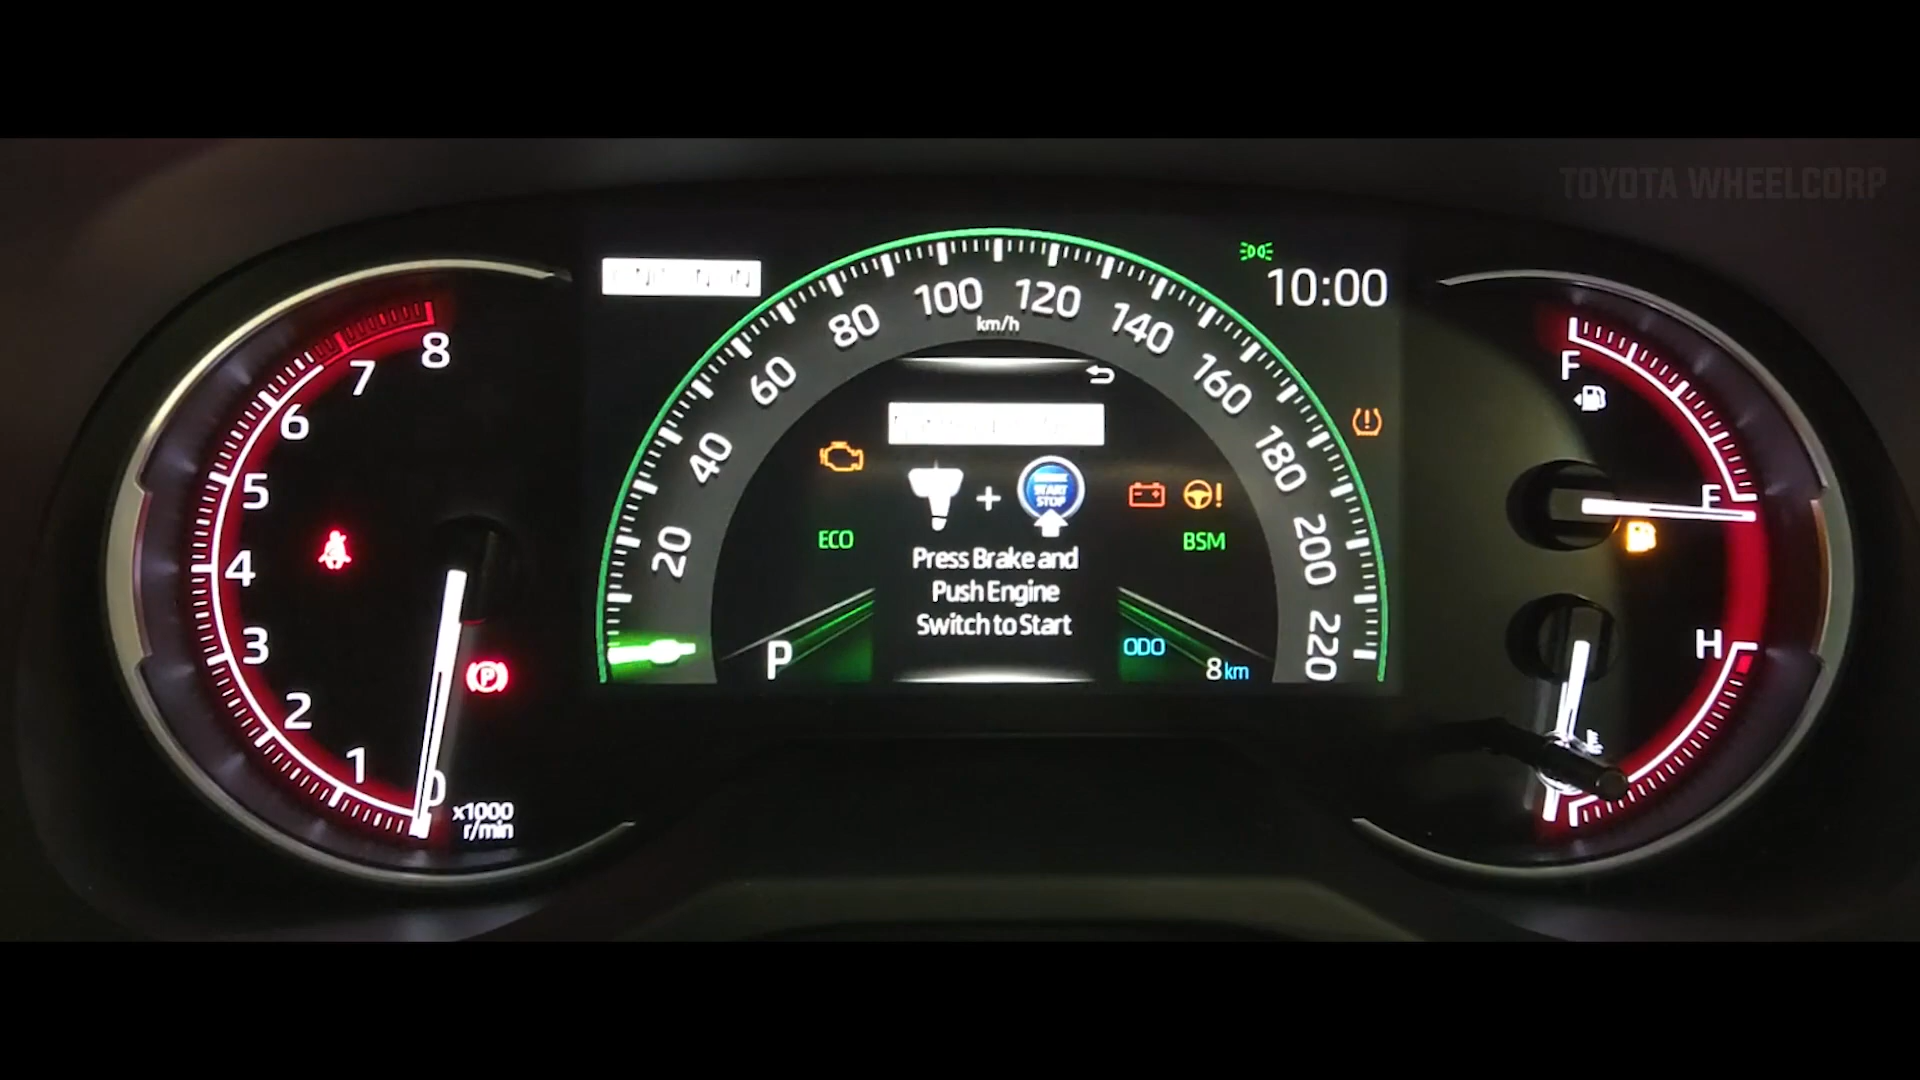 TOYOTA WHEELCORP
10:00
8
7
6
5
4
3
2
1
0
x1000
r/min
P
20
40
60
80
100
120
140
160
180
200
220
km/h
START
STOP
Press Brake and
Push Engine
Switch to Start
ECO
BSM
P
ODO
8 km
F
E
H